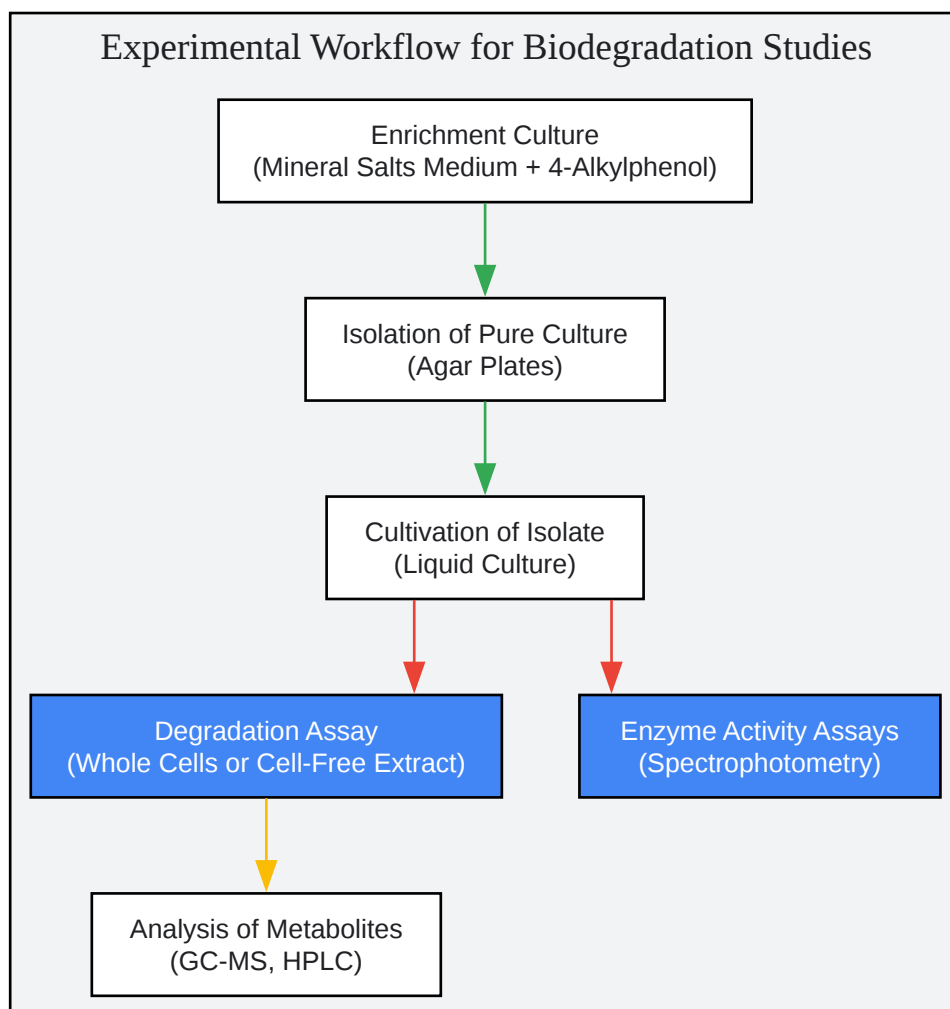 Experimental Workflow for Biodegradation Studies
Enrichment Culture
(Mineral Salts Medium + 4-Alkylphenol)
Isolation of Pure Culture
(Agar Plates)
Cultivation of Isolate
(Liquid Culture)
Degradation Assay
(Whole Cells or Cell-Free Extract)
Enzyme Activity Assays
(Spectrophotometry)
Analysis of Metabolites
(GC-MS, HPLC)